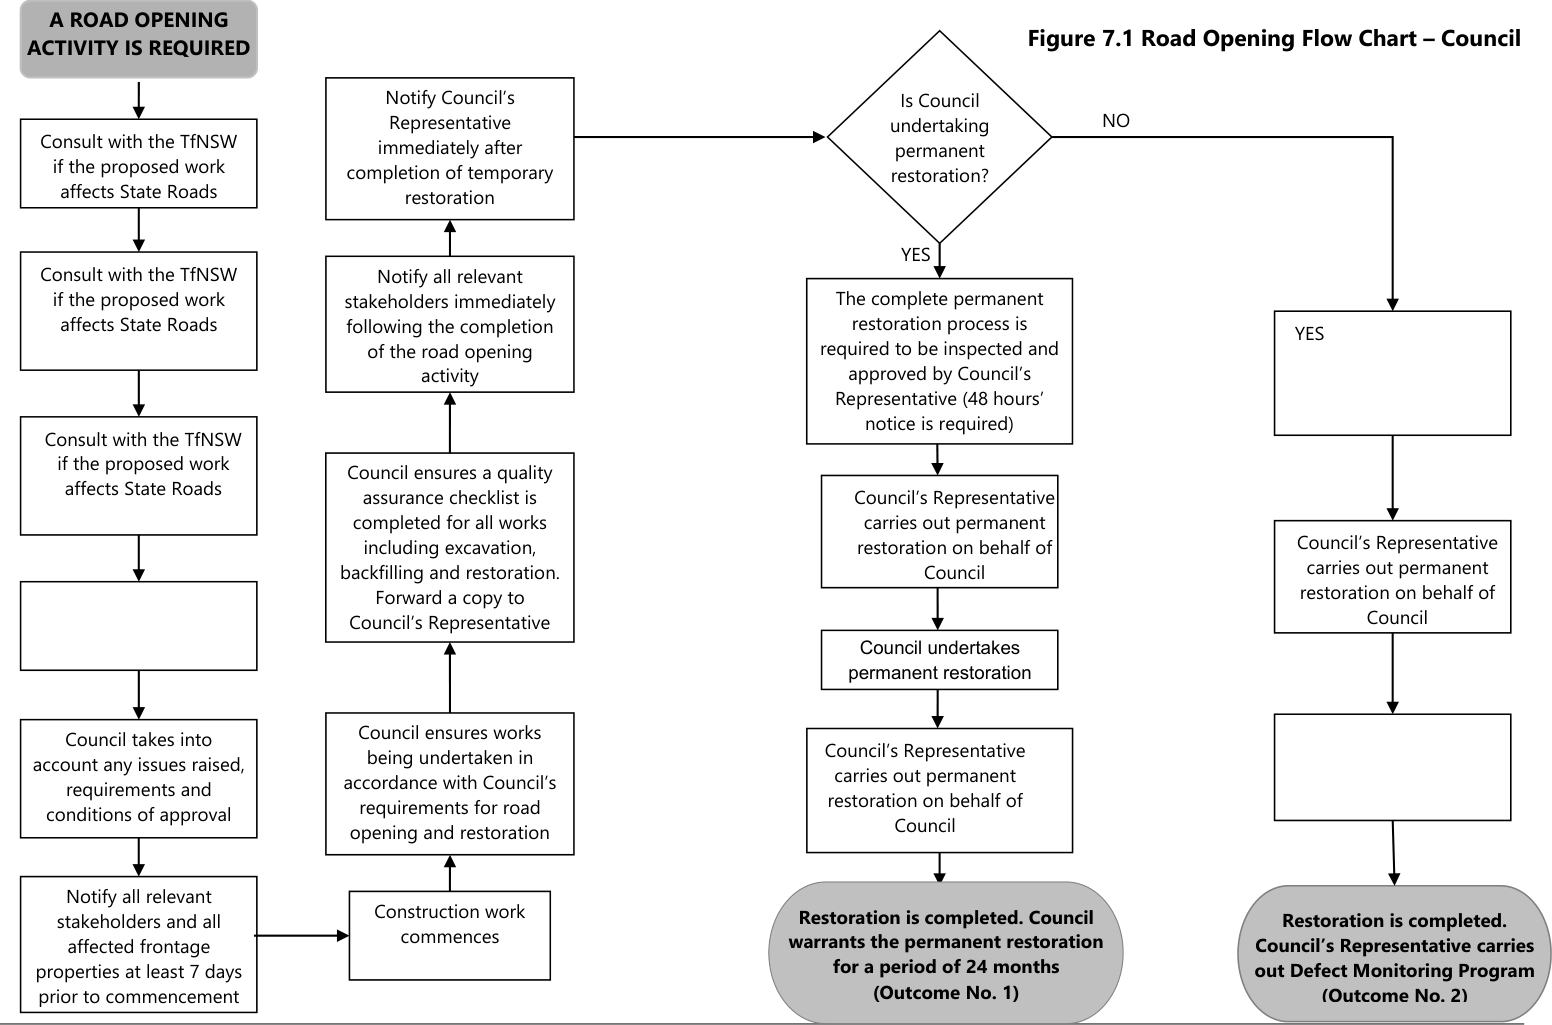 A ROAD OPENING
ACTIVITY IS REQUIRED
Consult with the TfNSW
if the proposed work
affects State Roads
Consult with the TfNSW
if the proposed work
affects State Roads
Consult with the TfNSW
if the proposed work
affects State Roads
Council takes into
account any issues raised,
requirements and
conditions of approval
Notify all relevant
stakeholders and all
affected frontage
properties at least 7 days
prior to commencement
Construction work
commences
Council ensures works
being undertaken in
accordance with Council's
requirements for road
opening and restoration
Council ensures a quality
assurance checklist is
completed for all works
including excavation,
backfilling and restoration.
Forward a copy to
Council's Representative
Notify all relevant
stakeholders immediately
following the completion
of the road opening
activity
Notify Council's
Representative
immediately after
completion of temporary
restoration
Figure 7.1 Road Opening Flow Chart – Council
Is Council
undertaking
permanent
restoration?
YES
The complete permanent
restoration process is
required to be inspected and
approved by Council's
Representative (48 hours'
notice is required)
Council's Representative
carries out permanent
restoration on behalf of
Council
Council undertakes
permanent restoration
Council's Representative
carries out permanent
restoration on behalf of
Council
Restoration is completed. Council
warrants the permanent restoration
for a period of 24 months
(Outcome No. 1)
NO
YES
Council's Representative
carries out permanent
restoration on behalf of
Council
Restoration is completed.
Council's Representative carries
out Defect Monitoring Program
(Outcome No. 2)